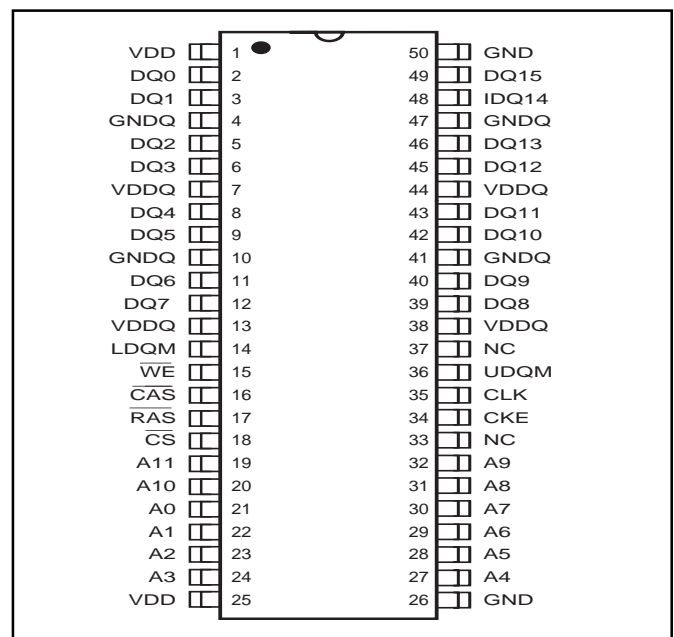 VDD 1 50 GND
DQ0 2 49 DQ15
DQ1 3 48 IDQ14
GNDQ 4 47 GNDQ
DQ2 5 46 DQ13
DQ3 6 45 DQ12
VDDQ 7 44 VDDQ
DQ4 8 43 DQ11
DQ5 9 42 DQ10
GNDQ 10 41 GNDQ
DQ6 11 40 DQ9
DQ7 12 39 DQ8
VDDQ 13 38 VDDQ
LDQM 14 37 NC
W̅E̅ 15 36 UDQM
C̅A̅S̅ 16 35 CLK
R̅A̅S̅ 17 34 CKE
C̅S̅ 18 33 NC
A11 19 32 A9
A10 20 31 A8
A0 21 30 A7
A1 22 29 A6
A2 23 28 A5
A3 24 27 A4
VDD 25 26 GND